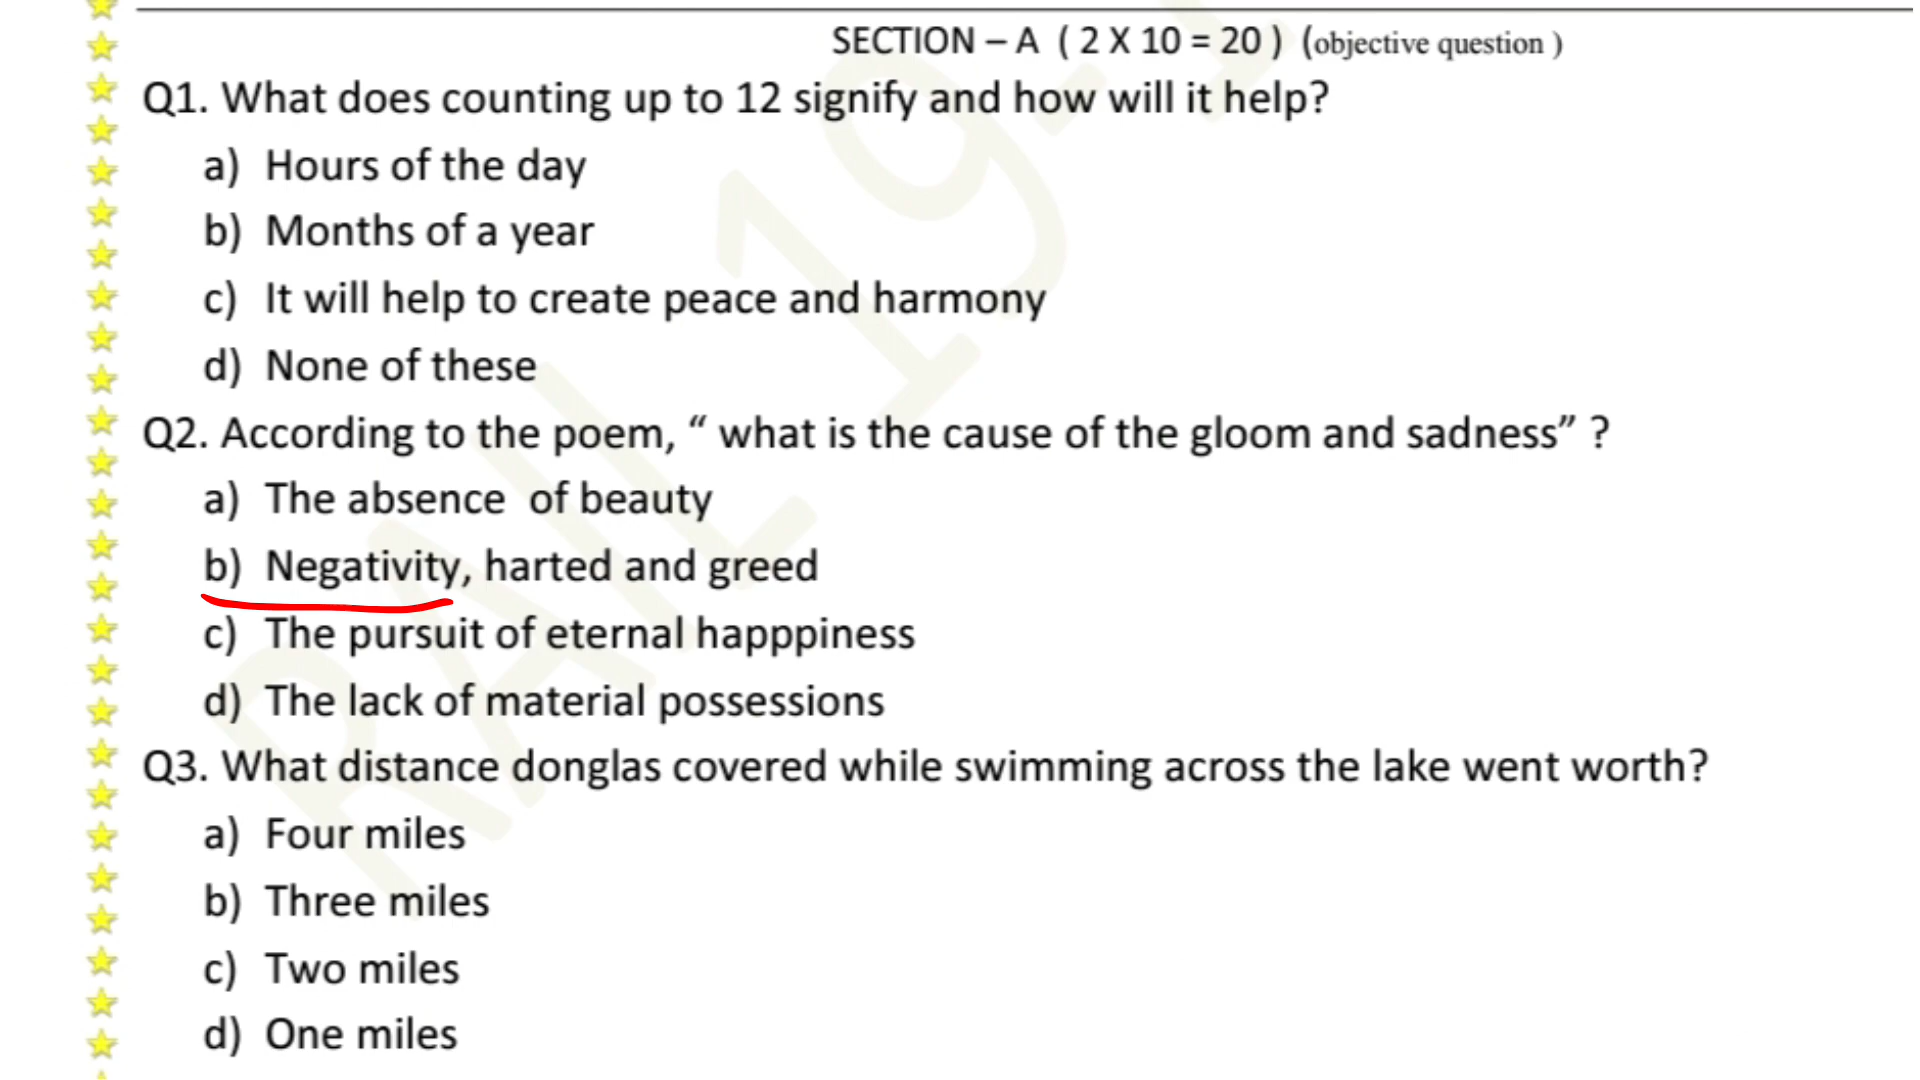 SECTION – A ( 2 X 10 = 20 ) (objective question )
Q1. What does counting up to 12 signify and how will it help?
a) Hours of the day
b) Months of a year
c) It will help to create peace and harmony
d) None of these
Q2. According to the poem, “ what is the cause of the gloom and sadness” ?
a) The absence of beauty
b) Negativity, harted and greed
c) The pursuit of eternal happpiness
d) The lack of material possessions
Q3. What distance donglas covered while swimming across the lake went worth?
a) Four miles
b) Three miles
c) Two miles
d) One miles